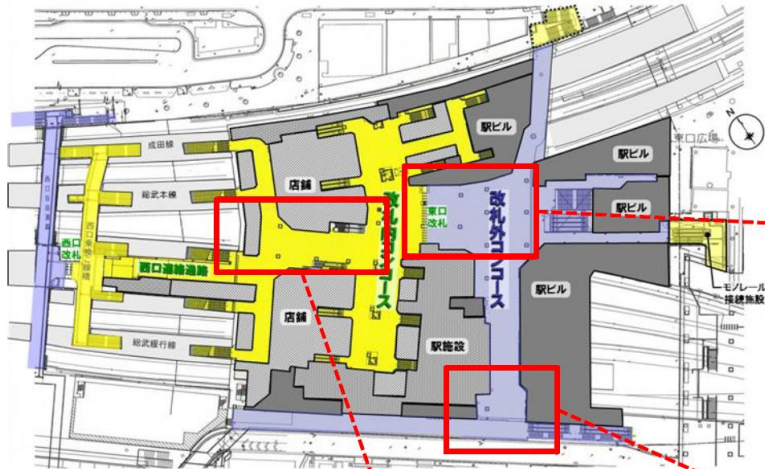 駅ビル
東口広場
N
成田線
駅ビル
店舗
駅ビル
総武本線
改札内コンコース
東口
改札
改札外コンコース
西口
改札
西口連絡通路
モノレール
接続施設
駅ビル
店舗
駅施設
総武緩行線